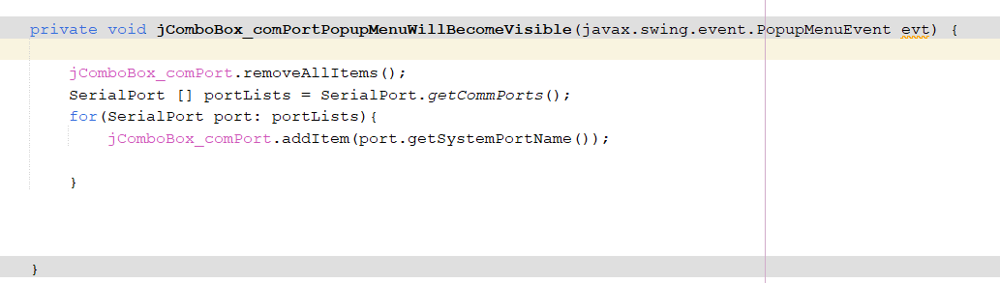 private void jComboBox_comPortPopupMenuWillBecomeVisible(javax.swing.event.PopupMenuEvent evt) {
jComboBox_comPort.removeAllItems();
SerialPort [] portLists = SerialPort.getCommPorts();
for(SerialPort port: portLists){
jComboBox_comPort.addItem(port.getSystemPortName());
}
}